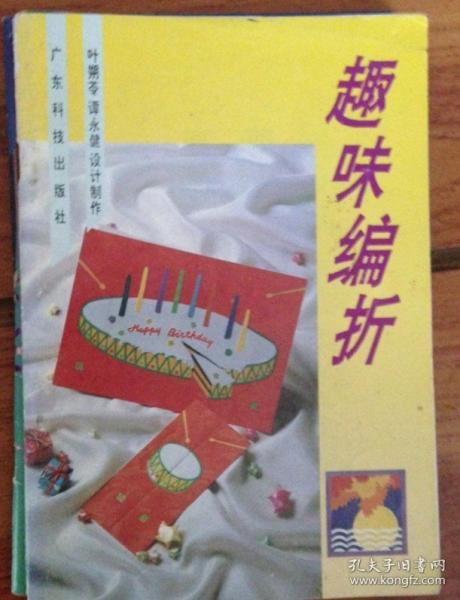 趣味编折
叶朔苓 谭永健 设计制作
广东科技出版社
Happy Birthday
孔夫子旧书网
www.kongfz.com